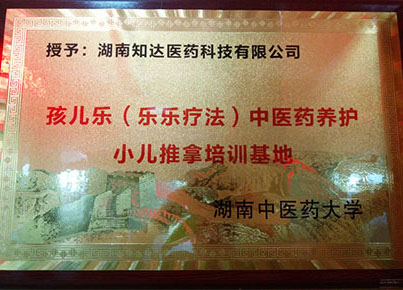 授予：湖南知达医药科技有限公司
孩儿乐（乐乐疗法）中医药养护
小儿推拿培训基地
湖南中医药大学